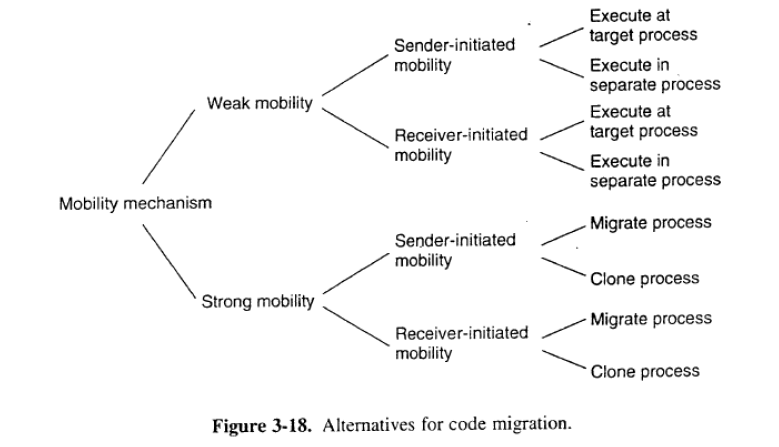 Execute at
target process
Sender-initiated
mobility
Execute in
separate process
Weak mobility
Execute at
target process
Receiver-initiated
mobility
Execute in
separate process
Mobility mechanism
Migrate process
Sender-initiated
mobility
Clone process
Strong mobility
Migrate process
Receiver-initiated
mobility
Clone process
Figure 3-18. Alternatives for code migration.